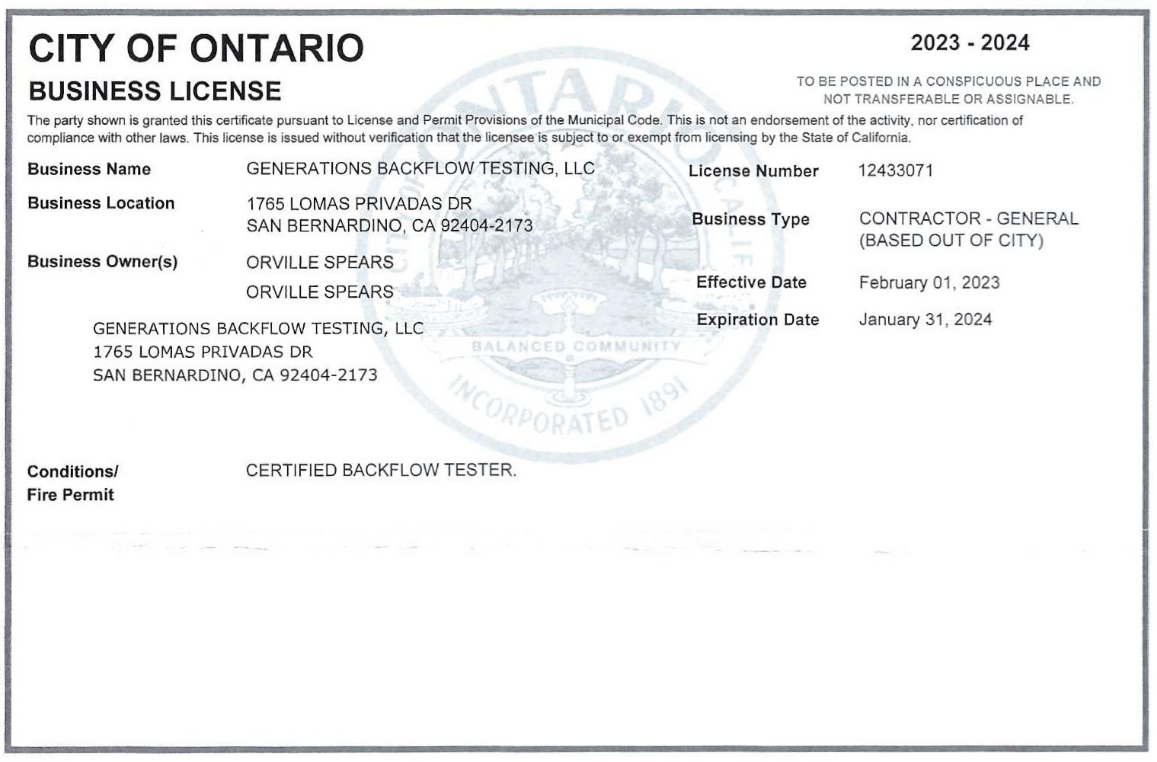 CITY OF ONTARIO
BUSINESS LICENSE
2023 - 2024
TO BE POSTED IN A CONSPICUOUS PLACE AND
NOT TRANSFERABLE OR ASSIGNABLE.
The party shown is granted this certificate pursuant to License and Permit Provisions of the Municipal Code. This is not an endorsement of the activity, nor certification of
compliance with other laws. This license is issued without verification that the licensee is subject to or exempt from licensing by the State of California.
Business Name GENERATIONS BACKFLOW TESTING, LLC
Business Location 1765 LOMAS PRIVADAS DR
SAN BERNARDINO, CA 92404-2173
Business Owner(s) ORVILLE SPEARS
ORVILLE SPEARS
GENERATIONS BACKFLOW TESTING, LLC
1765 LOMAS PRIVADAS DR
SAN BERNARDINO, CA 92404-2173
License Number 12433071
Business Type CONTRACTOR - GENERAL
(BASED OUT OF CITY)
Effective Date February 01, 2023
Expiration Date January 31, 2024
Conditions/ CERTIFIED BACKFLOW TESTER.
Fire Permit
CITY OF ONTARIO CALIF
BALANCED COMMUNITY
INCORPORATED 1891